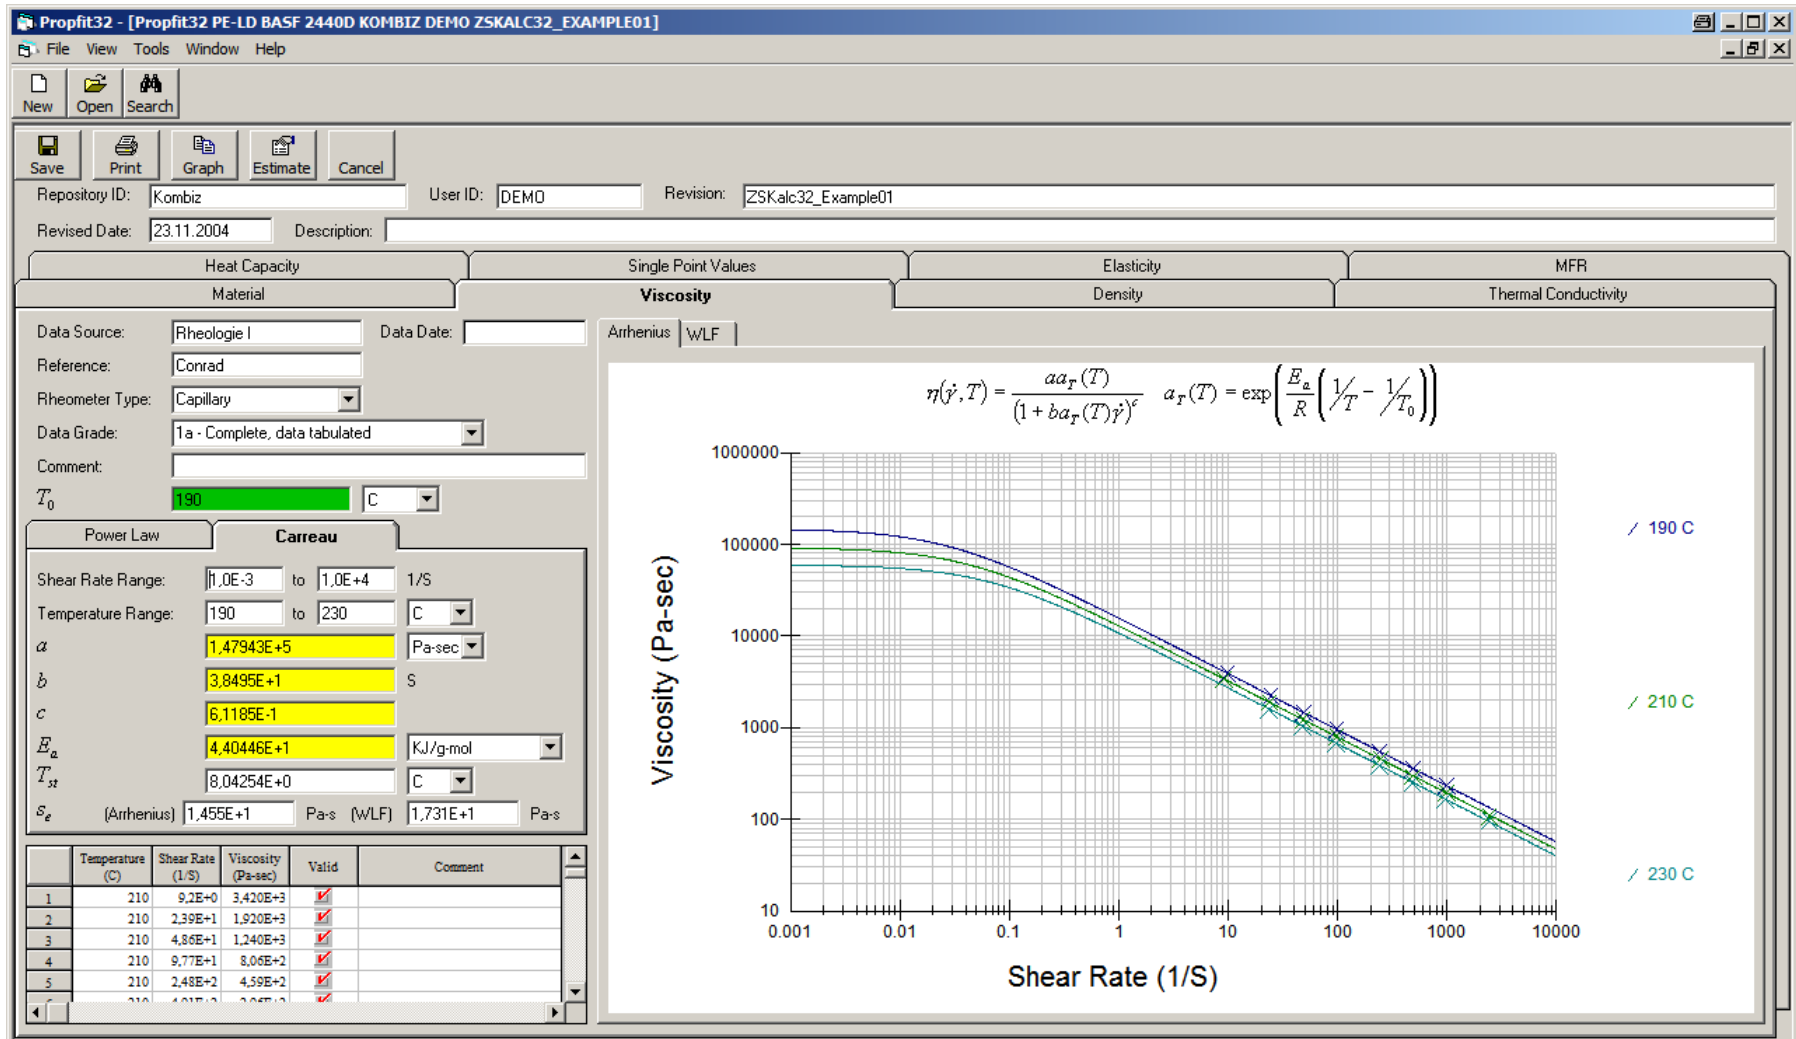 Propfit32 - [Propfit32 PE-LD BASF 2440D KOMBIZ DEMO ZSKALC32_EXAMPLE01]
File View Tools Window Help
New Open Search
Save Print Graph Estimate Cancel
Repository ID: Kombiz User ID: DEMO Revision: ZSKalc32_Example01
Revised Date: 23.11.2004 Description:
Heat Capacity Single Point Values Elasticity MFR
Material Viscosity Density Thermal Conductivity
Data Source: Rheologie I Data Date:
Reference: Conrad
Rheometer Type: Capillary
Data Grade: 1a - Complete, data tabulated
Comment:
T₀ 190 C
Power Law Carreau
Shear Rate Range: 1,0E-3 to 1,0E+4 1/S
Temperature Range: 190 to 230 C
a 1,47943E+5 Pa-sec
b 3,8495E+1 S
c 6,1185E-1
Eₐ 4,40446E+1 KJ/g-mol
T_st 8,04254E+0 C
s_e (Arrhenius) 1,455E+1 Pa-s (WLF) 1,731E+1 Pa-s
Temperature (C) Shear Rate (1/S) Viscosity (Pa-sec) Valid Comment
1 210 9,2E+0 3,420E+3
2 210 2,39E+1 1,920E+3
3 210 4,86E+1 1,240E+3
4 210 9,77E+1 8,06E+2
5 210 2,48E+2 4,59E+2
Arrhenius WLF
η(γ̇,T) = aa_T(T) / (1 + ba_T(T)γ̇)^c a_T(T) = exp(E_a/R (1/T − 1/T₀))
1000000
100000
10000
1000
100
10
0.001 0.01 0.1 1 10 100 1000 10000
Viscosity (Pa-sec)
Shear Rate (1/S)
190 C
210 C
230 C